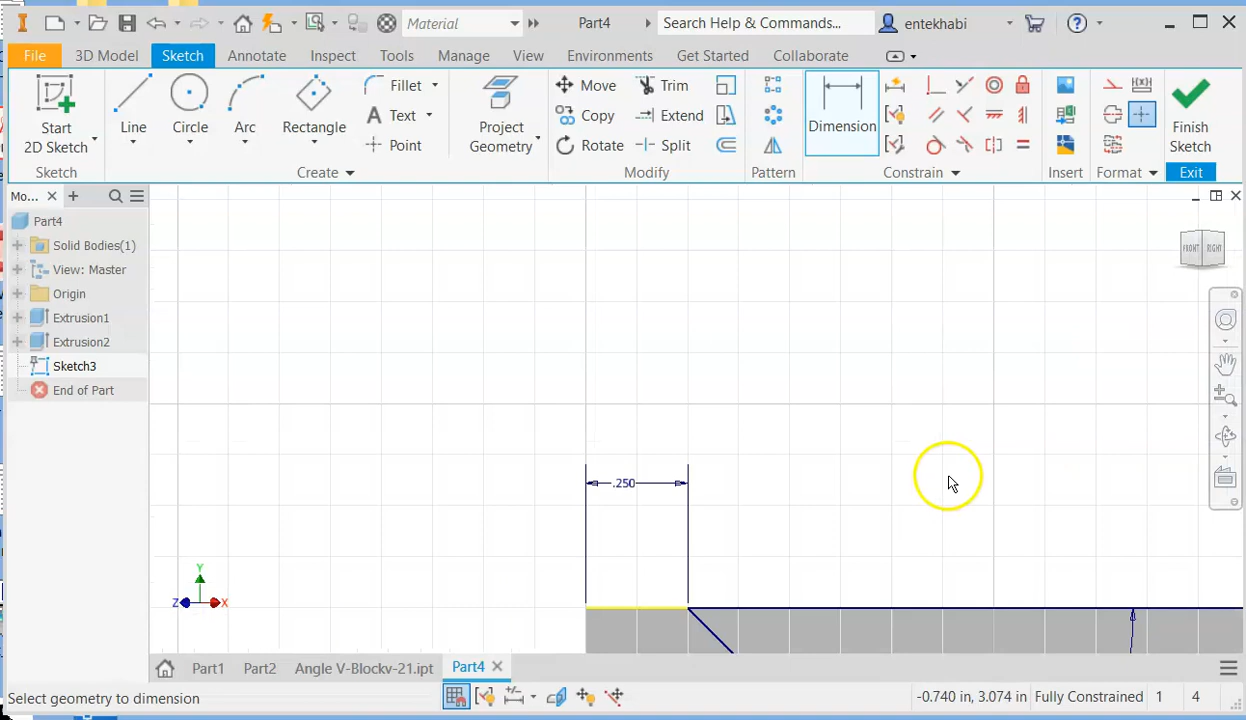 Material
Part4
Search Help & Commands...
entekhabi
File
3D Model
Sketch
Annotate
Inspect
Tools
Manage
View
Environments
Get Started
Collaborate
Start
2D Sketch
Line
Circle
Arc
Rectangle
Fillet
Text
Point
Project
Geometry
Move
Copy
Rotate
Trim
Extend
Split
Dimension
Finish
Sketch
Sketch
Create
Modify
Pattern
Constrain
Insert
Format
Exit
Mo...
Part4
Solid Bodies(1)
View: Master
Origin
Extrusion1
Extrusion2
Sketch3
End of Part
FRONT
RIGHT
.250
Y
Z
X
Part1
Part2
Angle V-Blockv-21.ipt
Part4
Select geometry to dimension
-0.740 in, 3.074 in
Fully Constrained
1
4